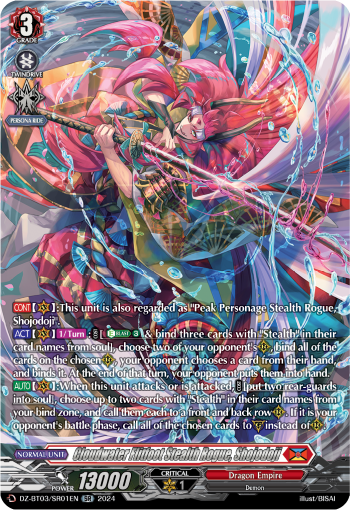 3
GRADE
TWINDRIVE
PERSONA RIDE
CONT【 】:This unit is also regarded as "Peak Personage Stealth Rogue, Shojodoji".
ACT【 】1/Turn : [ BLAST 3 & bind three cards with "Stealth" in their
card names from soul], choose two of your opponent's , bind all of
the cards on the chosen , your opponent chooses a card from their hand,
and binds it. At the end of that turn, your opponent puts them into hand.
AUTO【 】:When this unit attacks or is attacked, [put two rear-guards
into soul], choose up to two cards with "Stealth" in their card names from
your bind zone, and call them each to a front and back row . If it is your
opponent's battle phase, call all of the chosen cards to instead of .
NORMAL UNIT
Stealth Rogue, Shojodoji
POWER 13000
CRITICAL
1
Dragon Empire
Demon
DZ-BT03/SR01EN SR 2024
illust/BISAI